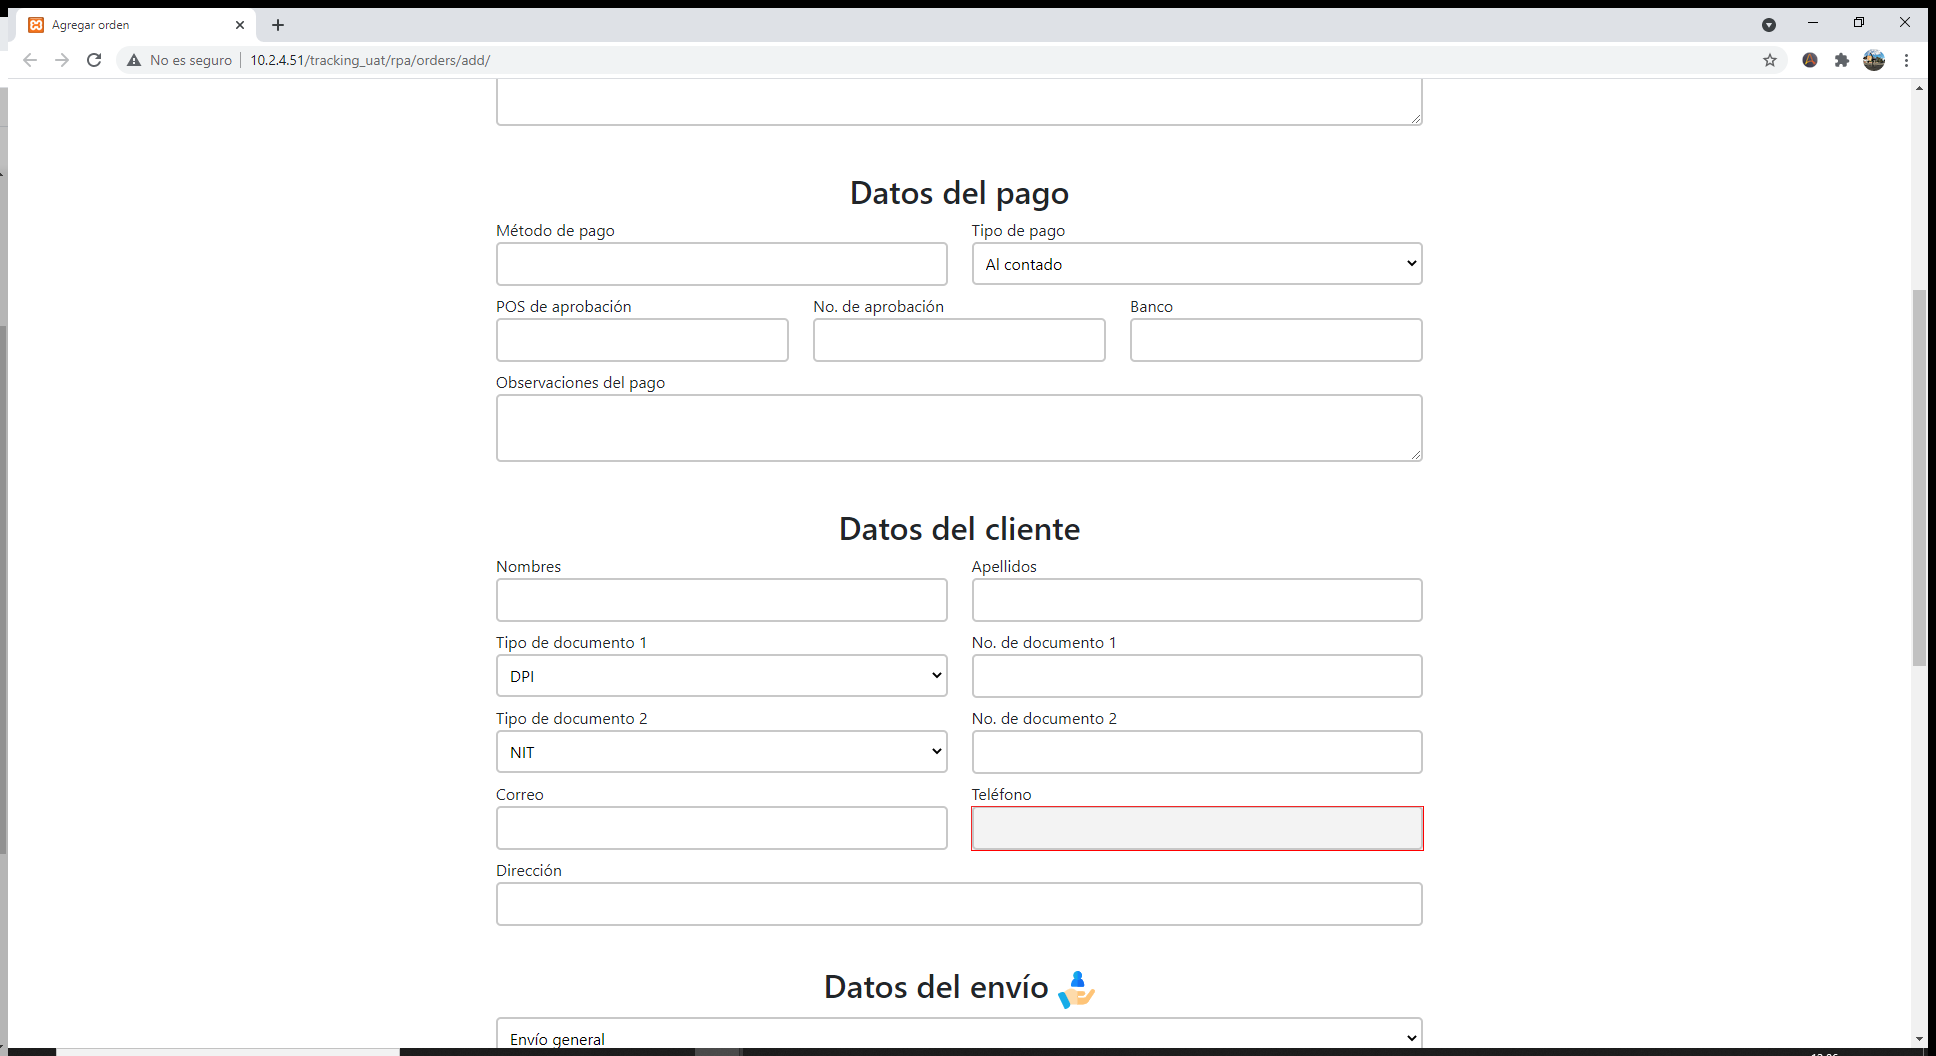 Agregar orden
No es seguro 10.2.4.51/tracking_uat/rpa/orders/add/
Datos del pago
Método de pago Tipo de pago
Al contado
POS de aprobación No. de aprobación Banco
Observaciones del pago
Datos del cliente
Nombres Apellidos
Tipo de documento 1 No. de documento 1
DPI
Tipo de documento 2 No. de documento 2
NIT
Correo Teléfono
Dirección
Datos del envío
Envío general